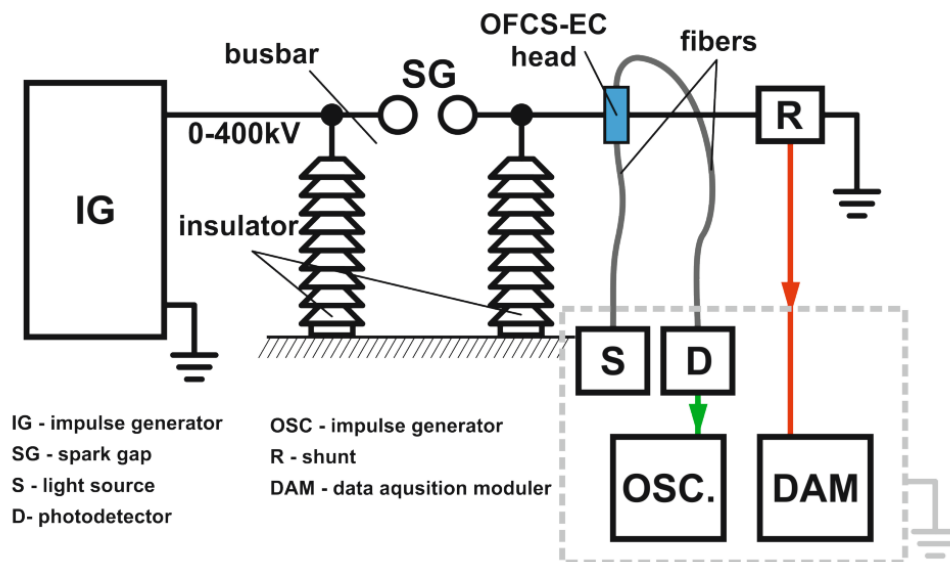 OFCS-EC
head
fibers
busbar
SG
R
0-400kV
IG
insulator
S
D
IG - impulse generator
SG - spark gap
S - light source
D- photodetector
OSC - impulse generator
R - shunt
DAM - data aqusition moduler
OSC.
DAM